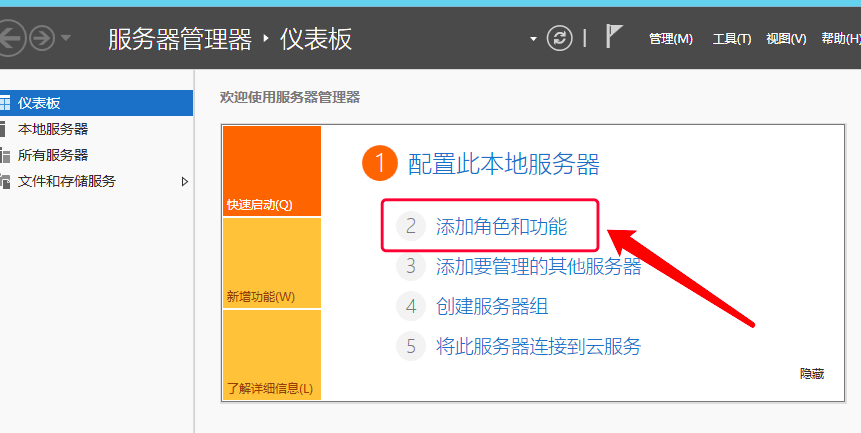 服务器管理器 ‣ 仪表板
管理(M) 工具(T) 视图(V) 帮助(H)
仪表板
本地服务器
所有服务器
文件和存储服务
欢迎使用服务器管理器
快速启动(Q)
新增功能(W)
了解详细信息(L)
1 配置此本地服务器
2 添加角色和功能
3 添加要管理的其他服务器
4 创建服务器组
5 将此服务器连接到云服务
隐藏